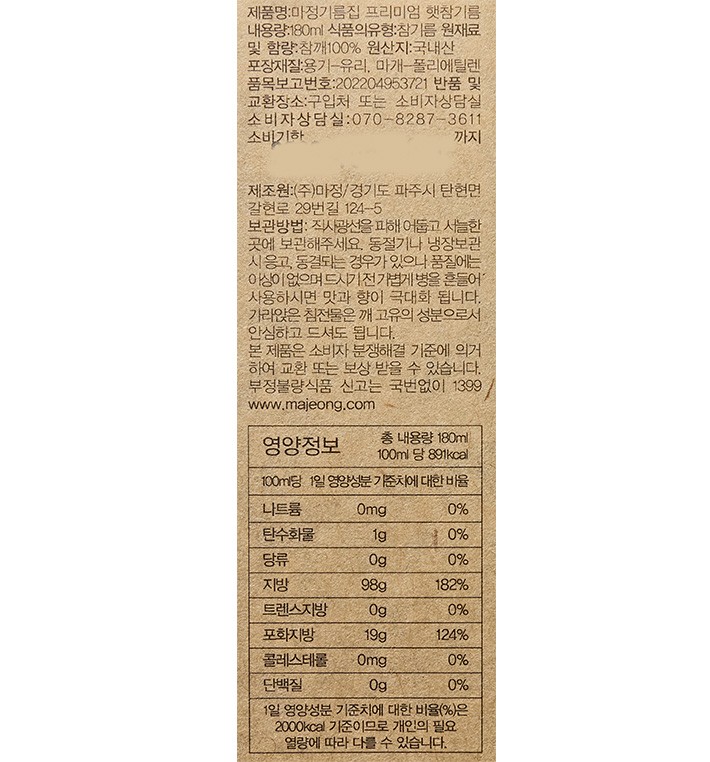 제품명:마정기름집 프리미엄 햇참기름
내용량:180ml 식품의유형:참기름 원재료
및 함량:참깨100% 원산지:국내산
포장재질:용기-유리, 마개-폴리에틸렌
품목보고번호:202204953721 반품 및
교환장소:구입처 또는 소비자상담실
소비자상담실:070-8287-3611
소비기한 까지
제조원:(주)마정/경기도 파주시 탄현면
갈현로 29번길 124-5
보관방법: 직사광선을 피해 어둡고 서늘한
곳에 보관해주세요. 동절기나 냉장보관
시 응고, 동결되는 경우가 있으나 품질에는
이상이 없으며 드시기 전 가볍게 병을 흔들어
사용하시면 맛과 향이 극대화 됩니다.
가라앉은 침전물은 깨 고유의 성분으로서
안심하고 드셔도 됩니다.
본 제품은 소비자 분쟁해결 기준에 의거
하여 교환 또는 보상 받을 수 있습니다.
부정불량식품 신고는 국번없이 1399
www.majeong.com
영양정보 총 내용량 180ml
100ml 당 891kcal
100ml당 1일 영양성분 기준치에 대한 비율
나트륨 0mg 0%
탄수화물 1g 0%
당류 0g 0%
지방 98g 182%
트렌스지방 0g 0%
포화지방 19g 124%
콜레스테롤 0mg 0%
단백질 0g 0%
1일 영양성분 기준치에 대한 비율(%)은
2000kcal 기준이므로 개인의 필요
열량에 따라 다를 수 있습니다.